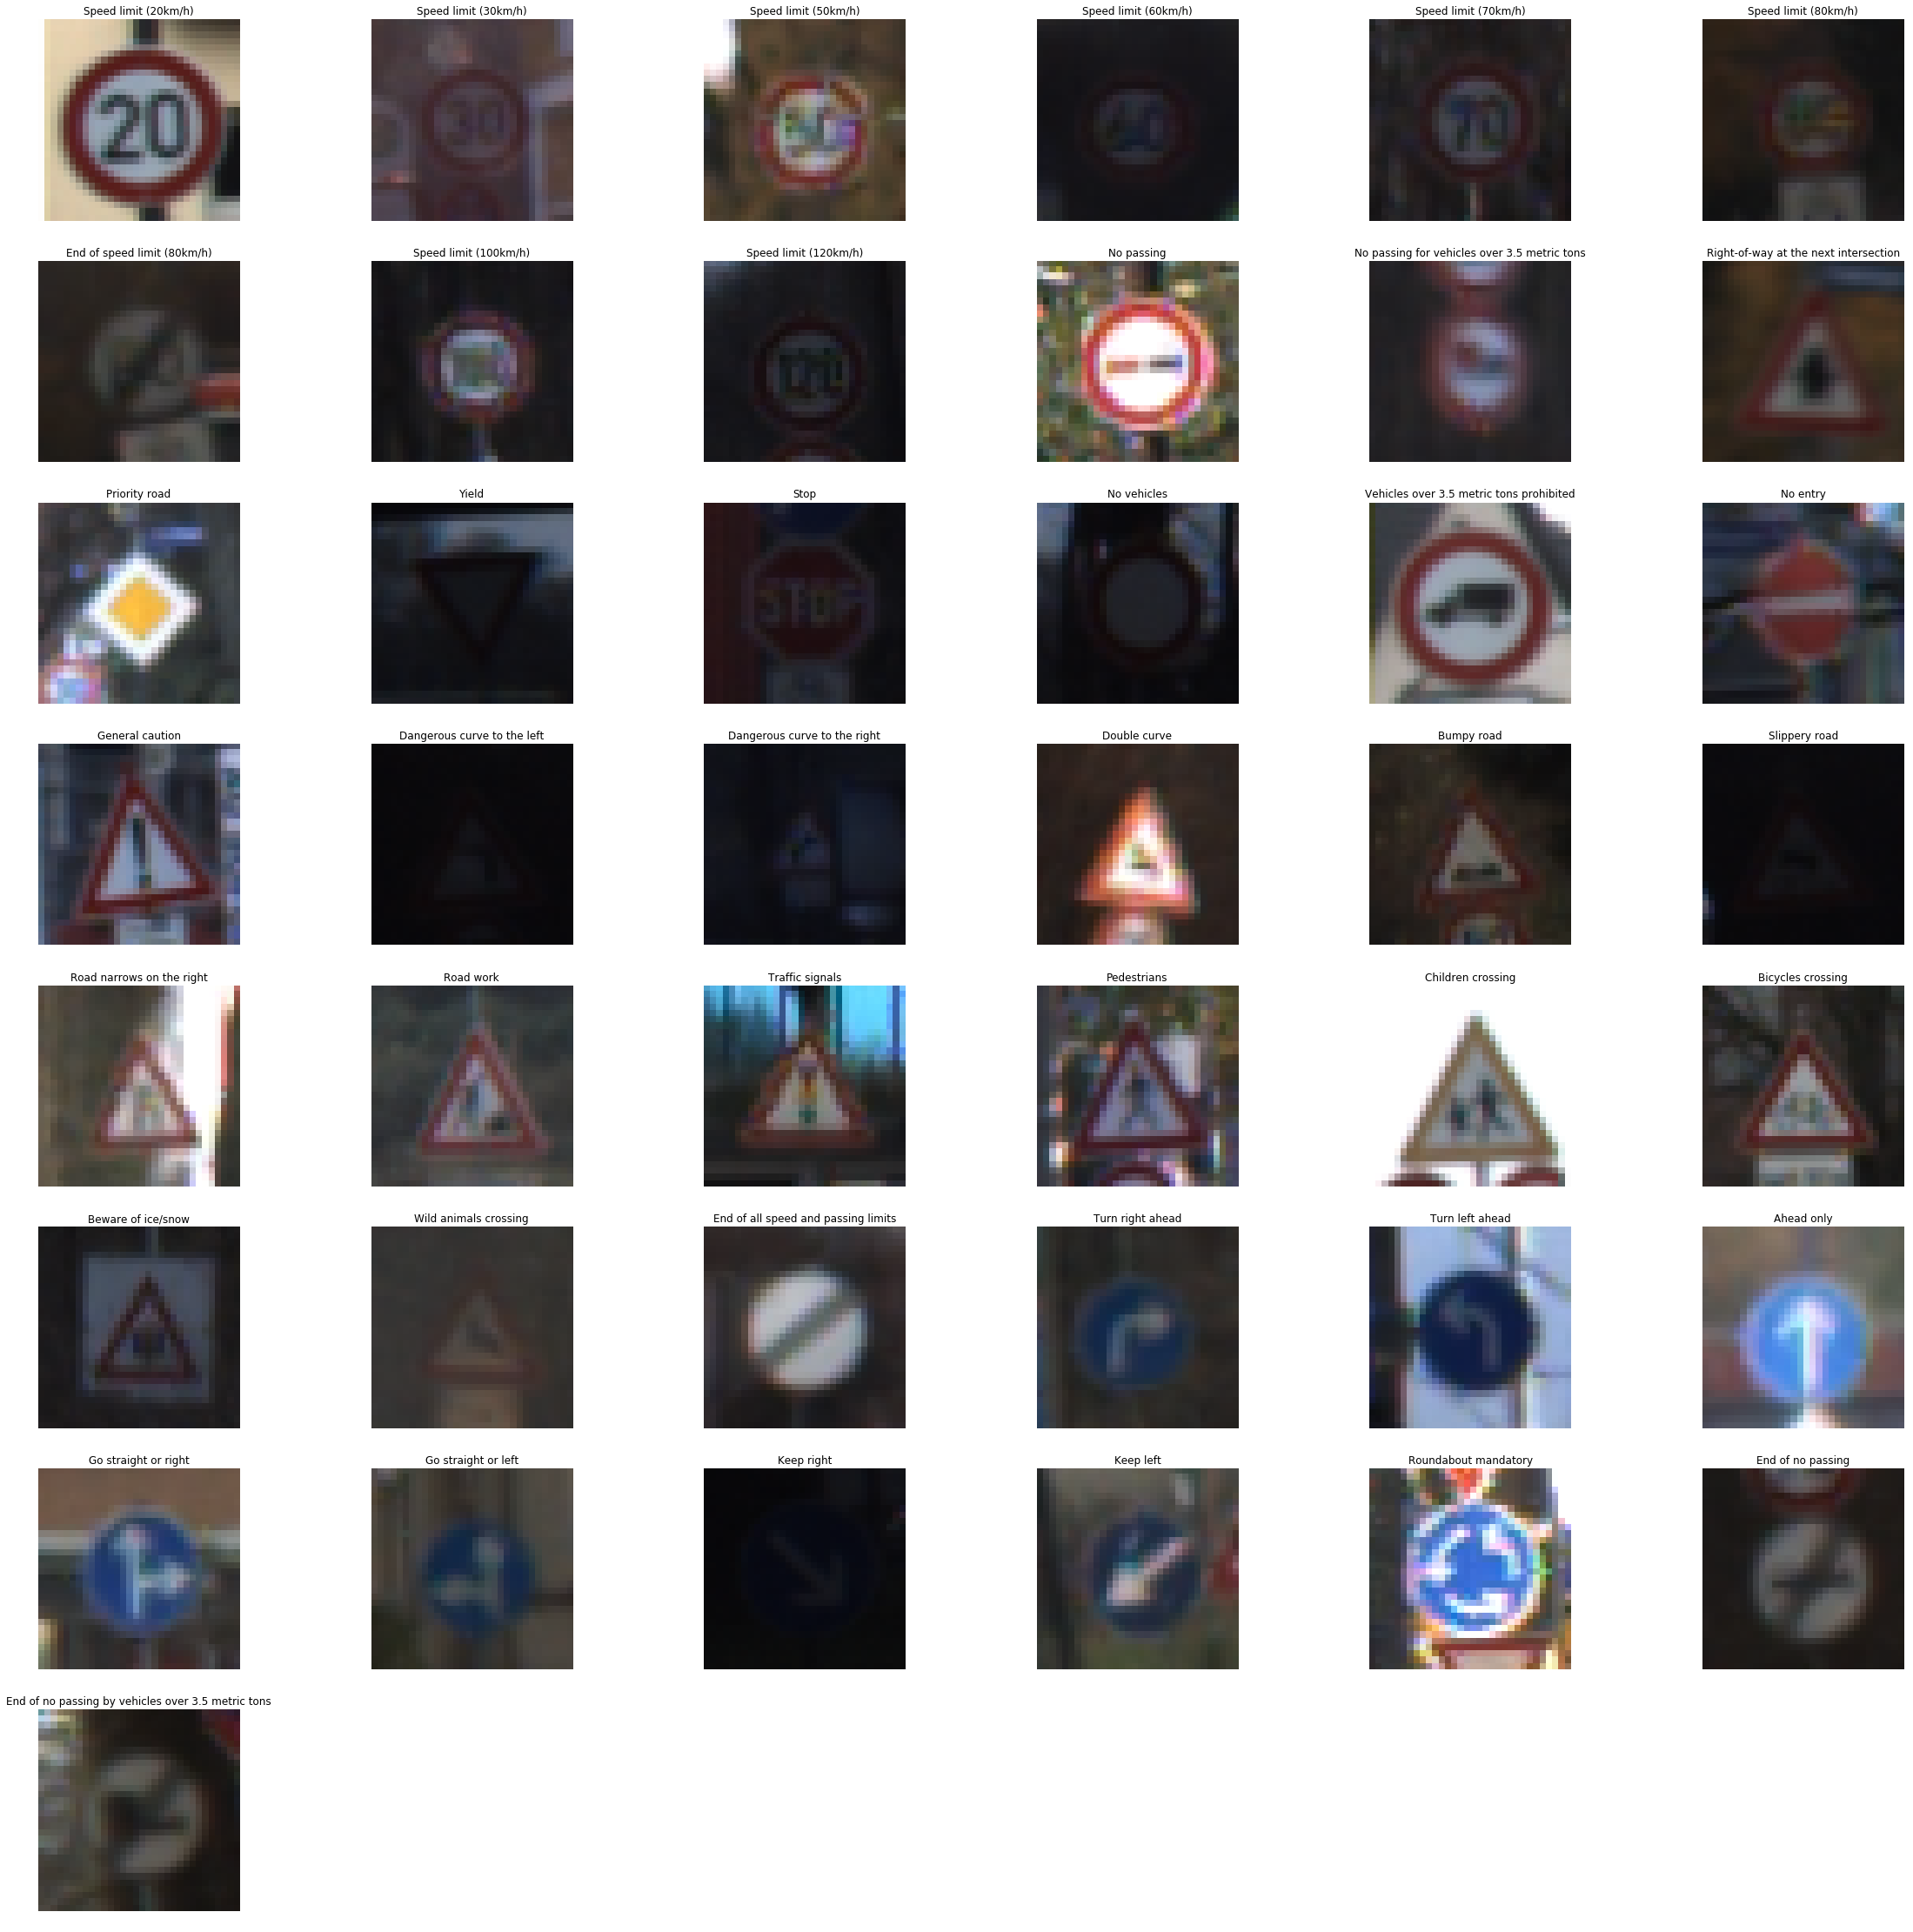 Speed limit (20km/h)
Speed limit (30km/h)
Speed limit (50km/h)
Speed limit (60km/h)
Speed limit (70km/h)
Speed limit (80km/h)
20
30
70
End of speed limit (80km/h)
Speed limit (100km/h)
Speed limit (120km/h)
No passing
No passing for vehicles over 3.5 metric tons
Right-of-way at the next intersection
Priority road
Yield
Stop
No vehicles
Vehicles over 3.5 metric tons prohibited
No entry
STOP
General caution
Dangerous curve to the left
Dangerous curve to the right
Double curve
Bumpy road
Slippery road
Road narrows on the right
Road work
Traffic signals
Pedestrians
Children crossing
Bicycles crossing
Beware of ice/snow
Wild animals crossing
End of all speed and passing limits
Turn right ahead
Turn left ahead
Ahead only
Go straight or right
Go straight or left
Keep right
Keep left
Roundabout mandatory
End of no passing
End of no passing by vehicles over 3.5 metric tons